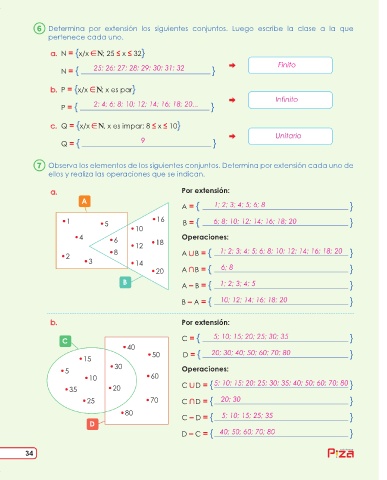 6 Determina por extensión los siguientes conjuntos. Luego escribe la clase a la que
pertenece cada uno.
a. N = {x/x ∈ ℕ; 25 ≤ x ≤ 32}
N = { 25; 26; 27; 28; 29; 30; 31; 32 } ➡ Finito
b. P = {x/x ∈ ℕ; x es par}
P = { 2; 4; 6; 8; 10; 12; 14; 16; 18; 20... } ➡ Infinito
c. Q = {x/x ∈ ℕ, x es impar; 8 ≤ x ≤ 10}
Q = { 9 } ➡ Unitario
7 Observa los elementos de los siguientes conjuntos. Determina por extensión cada uno de
ellos y realiza las operaciones que se indican.
a.
A
•1 •5 •16
•10
•4 •6 •12 •18
•8
•2 •3 •14
•20
B
Por extensión:
A = { 1; 2; 3; 4; 5; 6; 8 }
B = { 6; 8; 10; 12; 14; 16; 18; 20 }
Operaciones:
A ∪ B = { 1; 2; 3; 4; 5; 6; 8; 10; 12; 14; 16; 18; 20 }
A ∩ B = { 6; 8 }
A – B = { 1; 2; 3; 4; 5 }
B – A = { 10; 12; 14; 16; 18; 20 }
b.
C
•40
•15 •50
•5 •30
•10 •60
•35 •20
•25 •70
•80
D
Por extensión:
C = { 5; 10; 15; 20; 25; 30; 35 }
D = { 20; 30; 40; 50; 60; 70; 80 }
Operaciones:
C ∪ D = { 5; 10; 15; 20; 25; 30; 35; 40; 50; 60; 70; 80 }
C ∩ D = { 20; 30 }
C – D = { 5; 10; 15; 25; 35 }
D – C = { 40; 50; 60; 70; 80 }
34